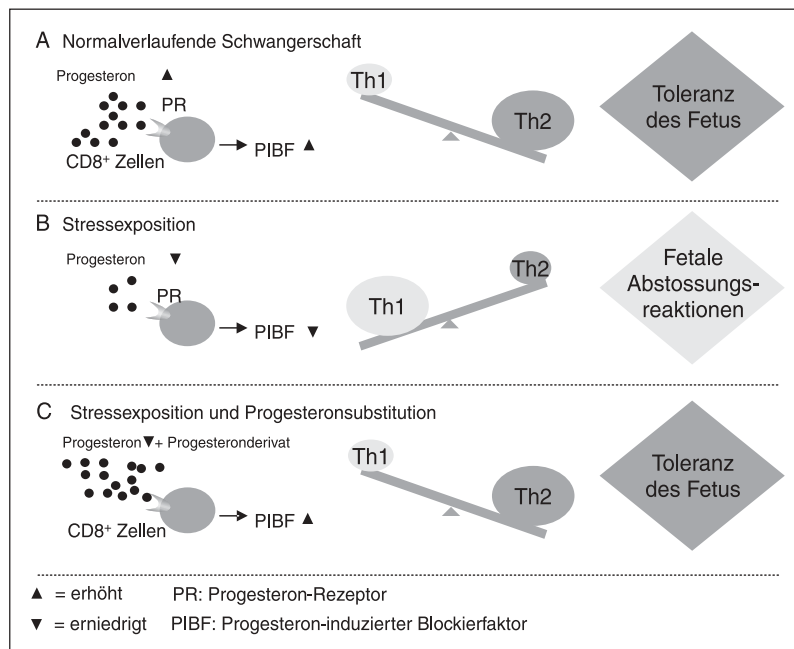 A Normalverlaufende Schwangerschaft
Progesteron ▲
PR
CD8+ Zellen
PIBF ▲
Th1
Th2
Toleranz
des Fetus
B Stressexposition
Progesteron ▼
PR
PIBF ▼
Th1
Th2
Fetale
Abstossungs-
reaktionen
C Stressexposition und Progesteronsubstitution
Progesteron▼+ Progesteronderivat
CD8+ Zellen
PIBF ▲
Th1
Th2
Toleranz
des Fetus
▲ = erhöht PR: Progesteron-Rezeptor
▼ = erniedrigt PIBF: Progesteron-induzierter Blockierfaktor